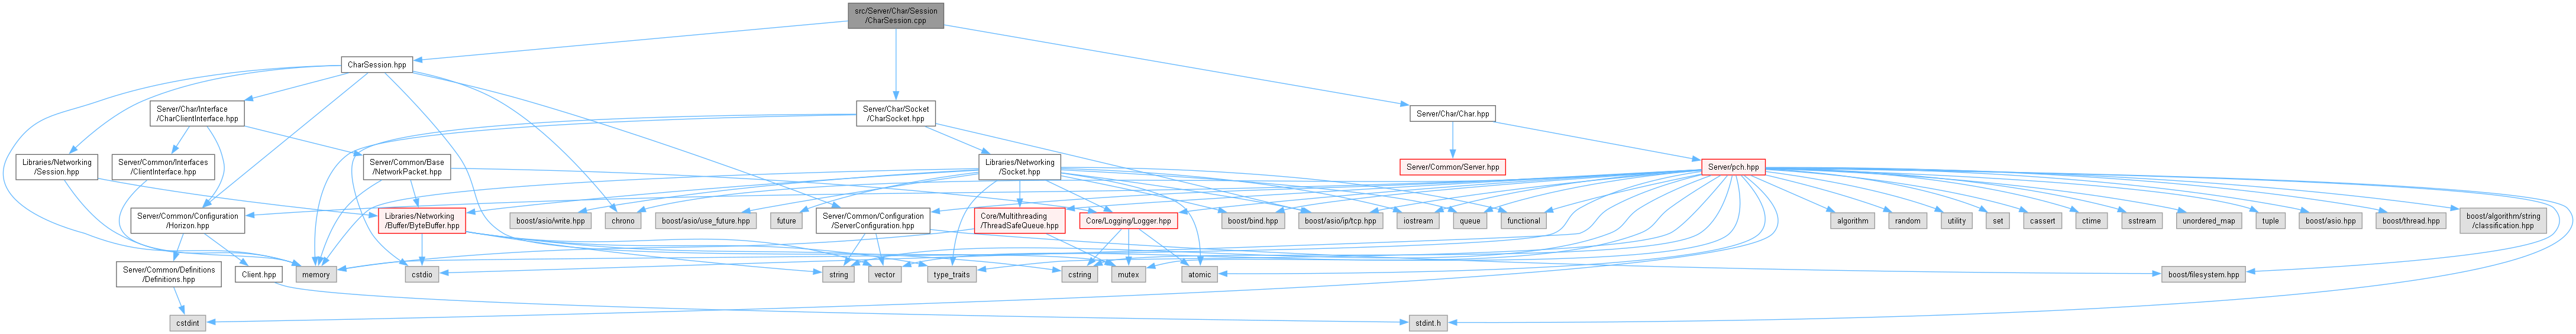 src/Server/Char/Session
/CharSession.cpp
CharSession.hpp
Server/Char/Interface
/CharClientInterface.hpp
Server/Char/Socket
/CharSocket.hpp
Server/Char/Char.hpp
Libraries/Networking
/Session.hpp
Server/Common/Interfaces
/ClientInterface.hpp
Server/Common/Base
/NetworkPacket.hpp
Libraries/Networking
/Socket.hpp
Server/Common/Server.hpp
Server/pch.hpp
Server/Common/Configuration
/Horizon.hpp
Libraries/Networking
/Buffer/ByteBuffer.hpp
boost/asio/write.hpp
chrono
boost/asio/use_future.hpp
future
Server/Common/Configuration
/ServerConfiguration.hpp
Core/Multithreading
/ThreadSafeQueue.hpp
Core/Logging/Logger.hpp
boost/bind.hpp
boost/asio/ip/tcp.hpp
iostream
queue
functional
algorithm
random
utility
set
cassert
ctime
sstream
unordered_map
tuple
boost/asio.hpp
boost/thread.hpp
boost/algorithm/string
/classification.hpp
Server/Common/Definitions
/Definitions.hpp
Client.hpp
memory
cstdio
string
vector
type_traits
cstring
mutex
atomic
boost/filesystem.hpp
cstdint
stdint.h